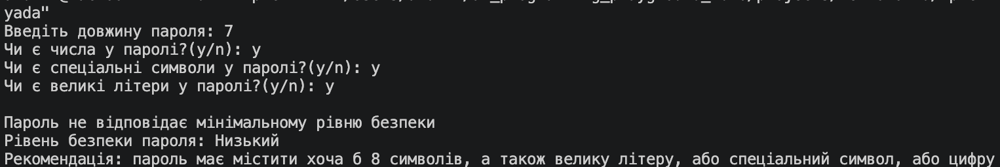 yada"
Введіть довжину пароля: 7
Чи є числа у паролі?(y/n): y
Чи є спеціальні символи у паролі?(y/n): y
Чи є великі літери у паролі?(y/n): y
Пароль не відповідає мінімальному рівню безпеки
Рівень безпеки пароля: Низький
Рекомендація: пароль має містити хоча б 8 символів, а також велику літеру, або спеціальний символ, або цифру